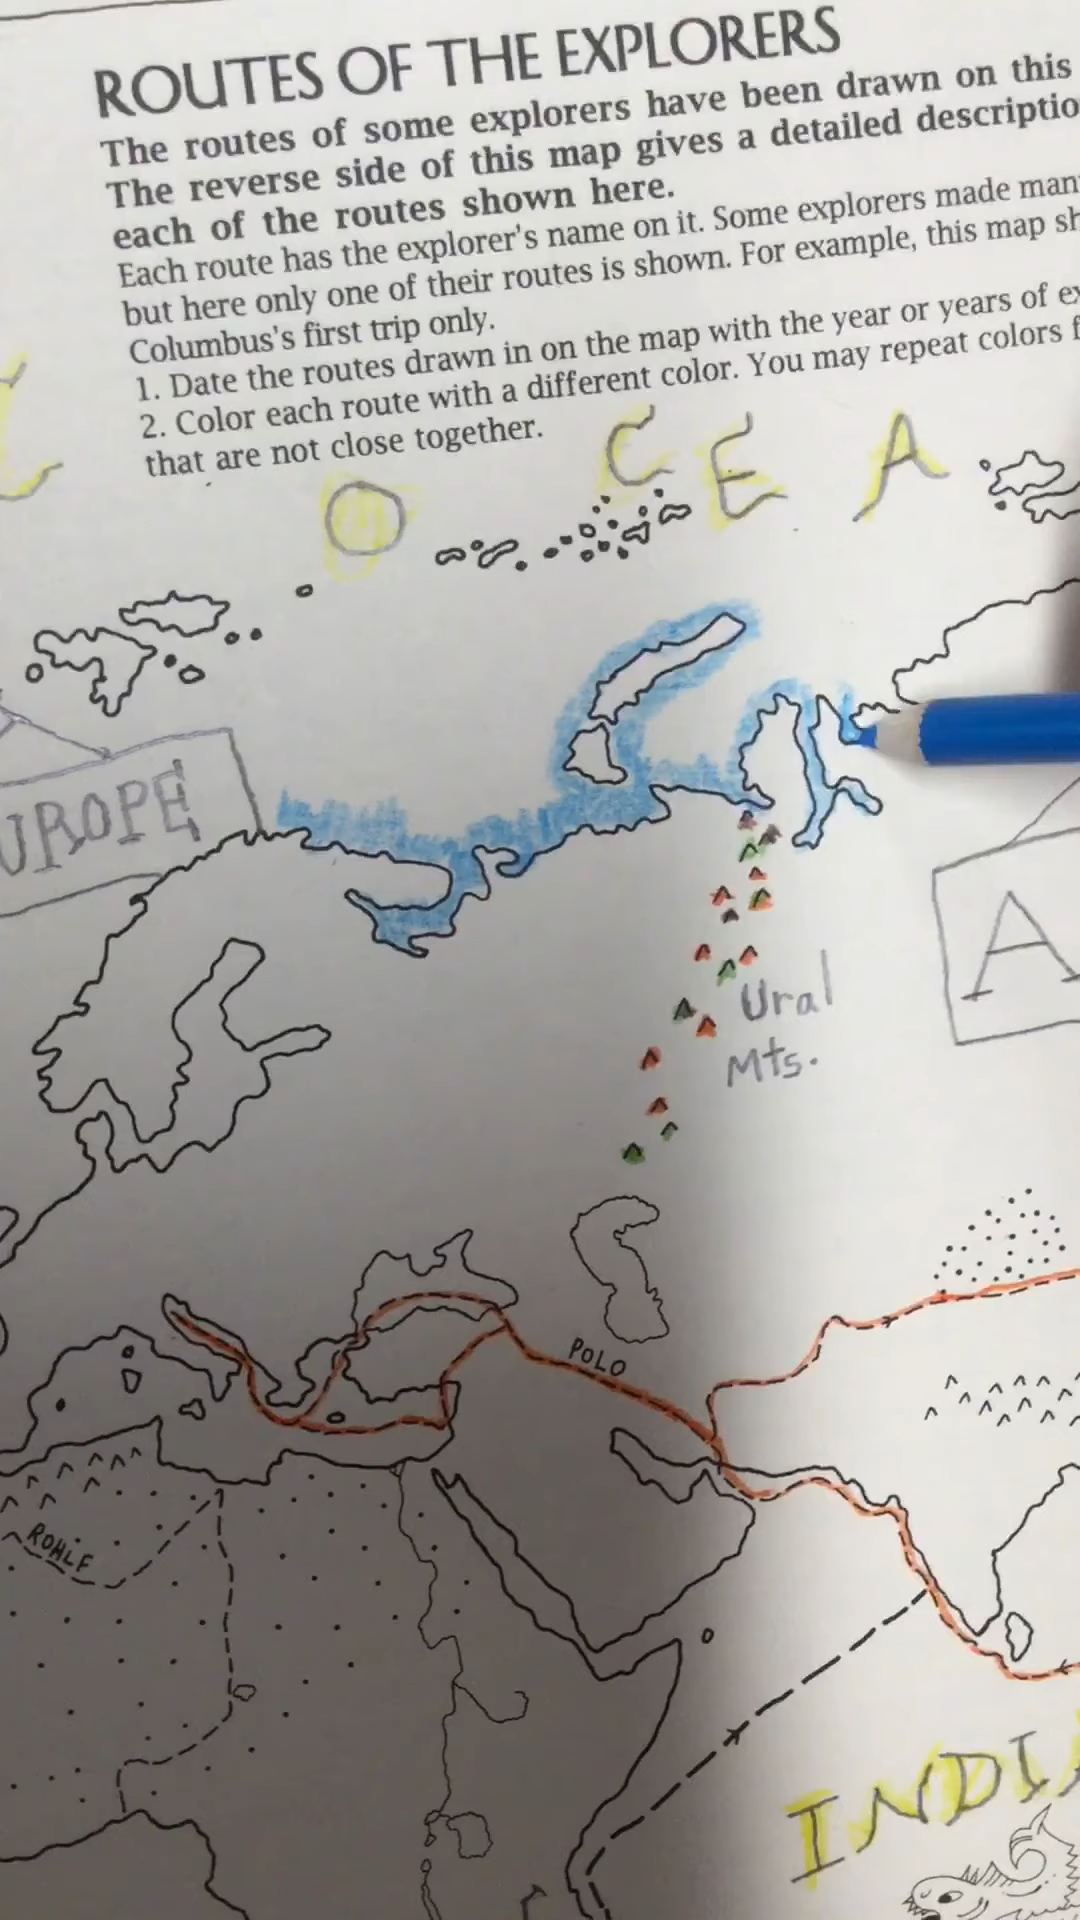 ROUTES OF THE EXPLORERS
The routes of some explorers have been drawn on this
The reverse side of this map gives a detailed descriptio
each of the routes shown here.
Each route has the explorer's name on it. Some explorers made man
but here only one of their routes is shown. For example, this map sh
Columbus's first trip only.
1. Date the routes drawn in on the map with the year or years of ex
2. Color each route with a different color. You may repeat colors f
that are not close together.
C O C E A
UROPE
A
Ural
Mts.
POLO
ROHLF
INDIA